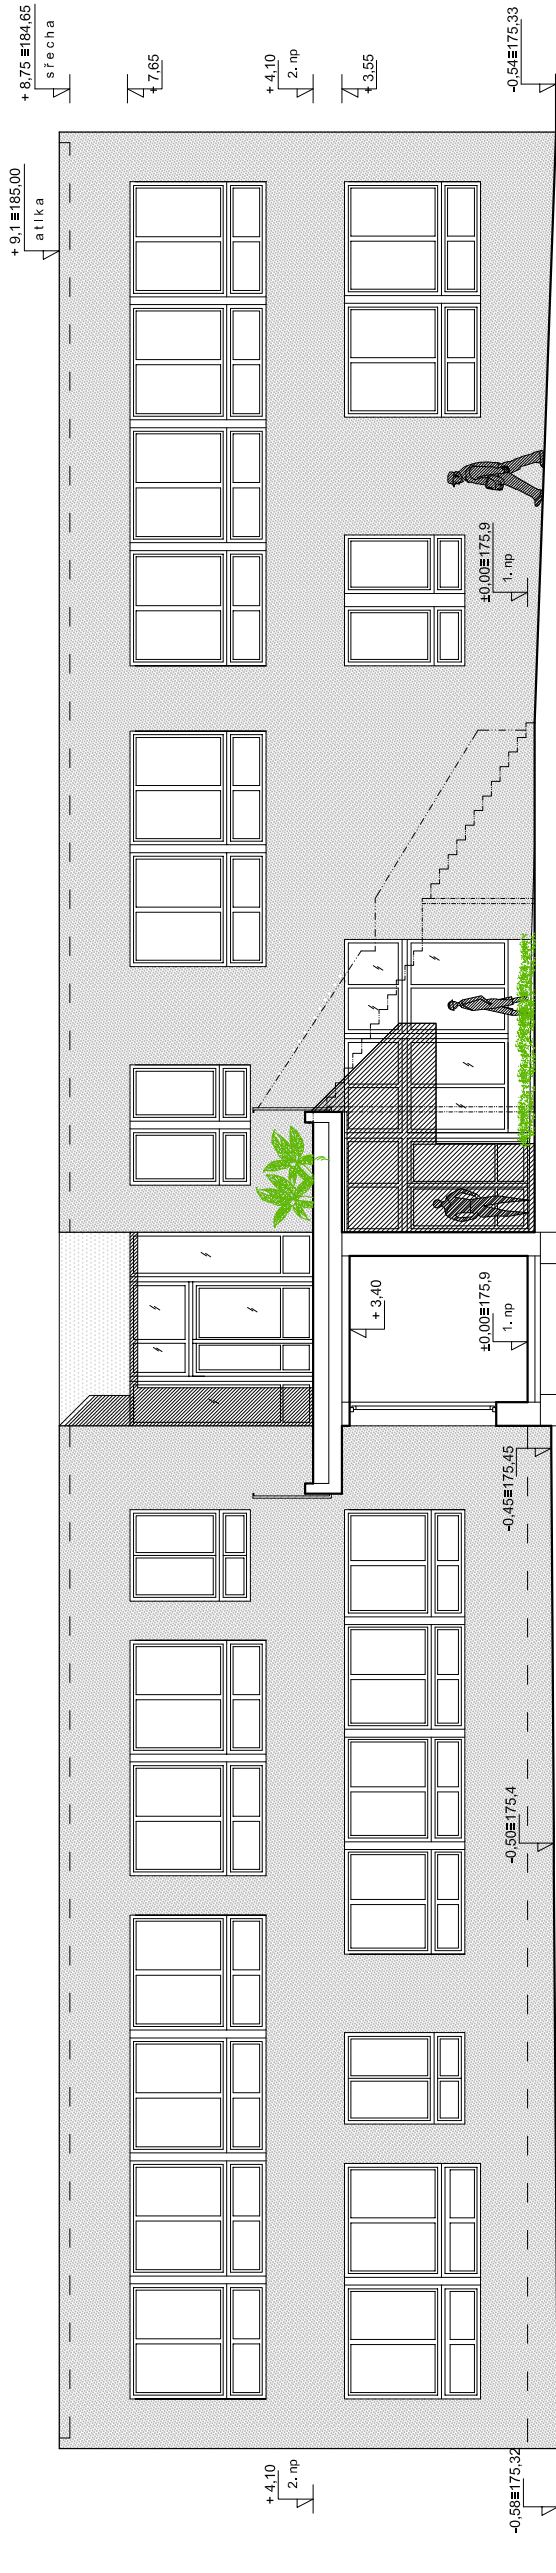 + 8,75 ≡184,65
střecha
+ 9,1 ≡185,00
atika
+ 7,65
+ 4,10
2. np
+ 3,55
-0,54≡175,33
±0,00≡175,9
1. np
+ 3,40
±0,00≡175,9
1. np
-0,45≡175,45
-0,50≡175,4
+ 4,10
2. np
-0,58≡175,32